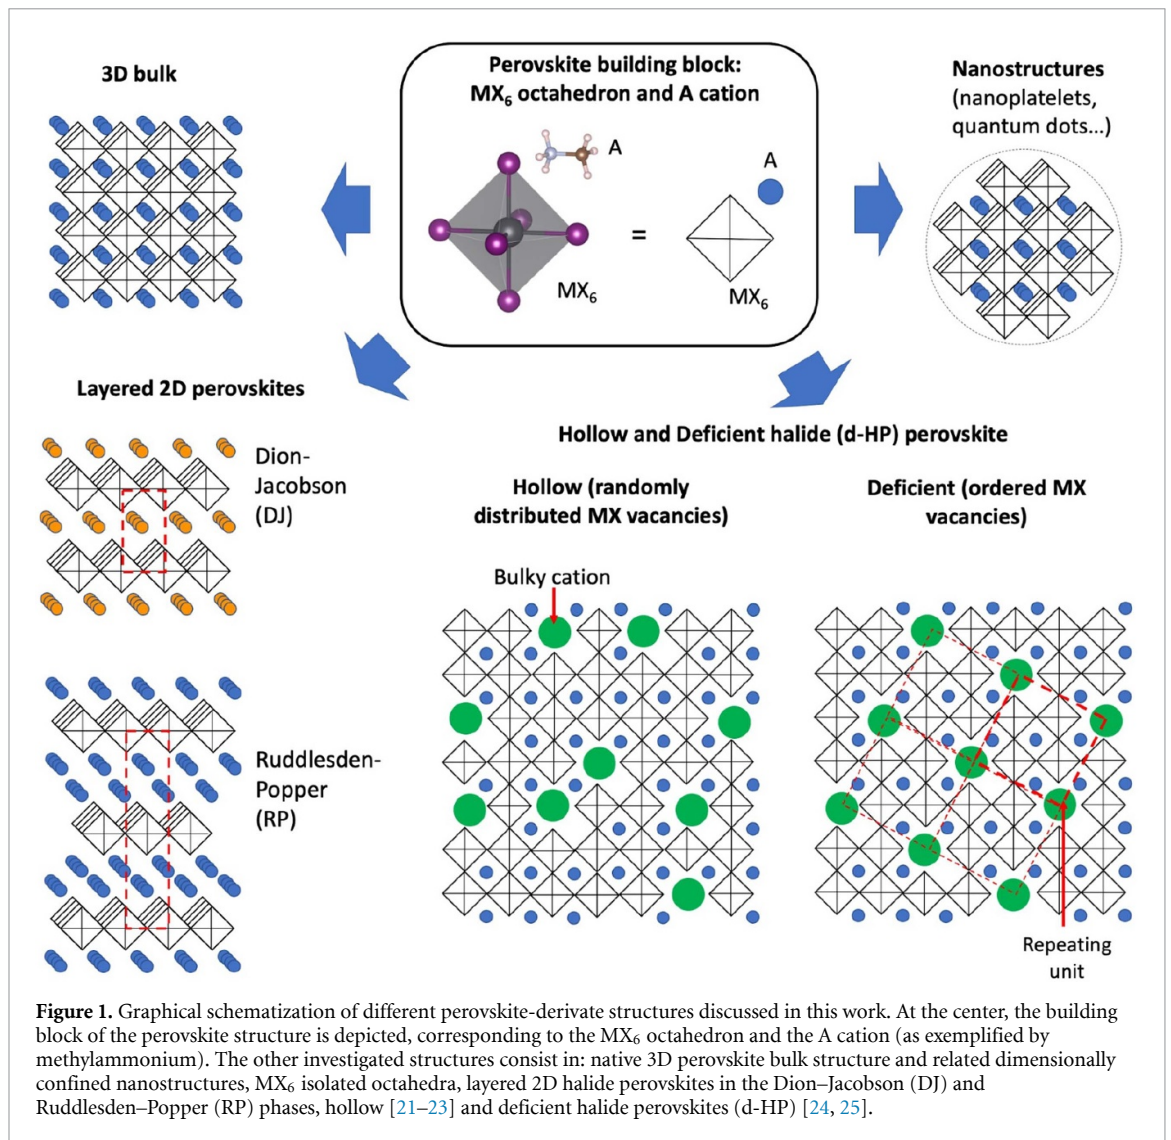 3D bulk
Perovskite building block:
MX₆ octahedron and A cation
A
A
=
MX₆
MX₆
Nanostructures
(nanoplatelets,
quantum dots...)
Layered 2D perovskites
Dion-
Jacobson
(DJ)
Ruddlesden-
Popper
(RP)
Hollow and Deficient halide (d-HP) perovskite
Hollow (randomly
distributed MX vacancies)
Bulky cation
Deficient (ordered MX
vacancies)
Repeating
unit
Figure 1. Graphical schematization of different perovskite-derivate structures discussed in this work. At the center, the building
block of the perovskite structure is depicted, corresponding to the MX₆ octahedron and the A cation (as exemplified by
methylammonium). The other investigated structures consist in: native 3D perovskite bulk structure and related dimensionally
confined nanostructures, MX₆ isolated octahedra, layered 2D halide perovskites in the Dion–Jacobson (DJ) and
Ruddlesden–Popper (RP) phases, hollow [21–23] and deficient halide perovskites (d-HP) [24, 25].